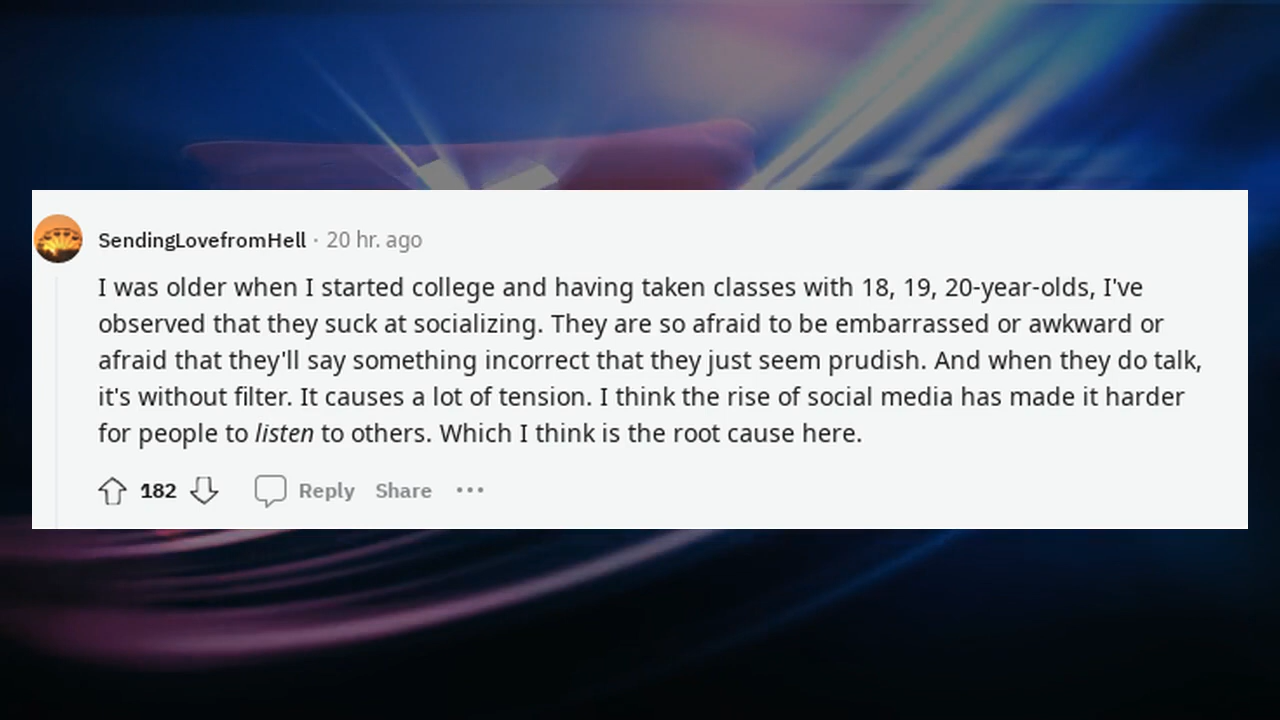 SendingLovefromHell · 20 hr. ago
I was older when I started college and having taken classes with 18, 19, 20-year-olds, I've
observed that they suck at socializing. They are so afraid to be embarrassed or awkward or
afraid that they'll say something incorrect that they just seem prudish. And when they do talk,
it's without filter. It causes a lot of tension. I think the rise of social media has made it harder
for people to listen to others. Which I think is the root cause here.
182 Reply Share ···